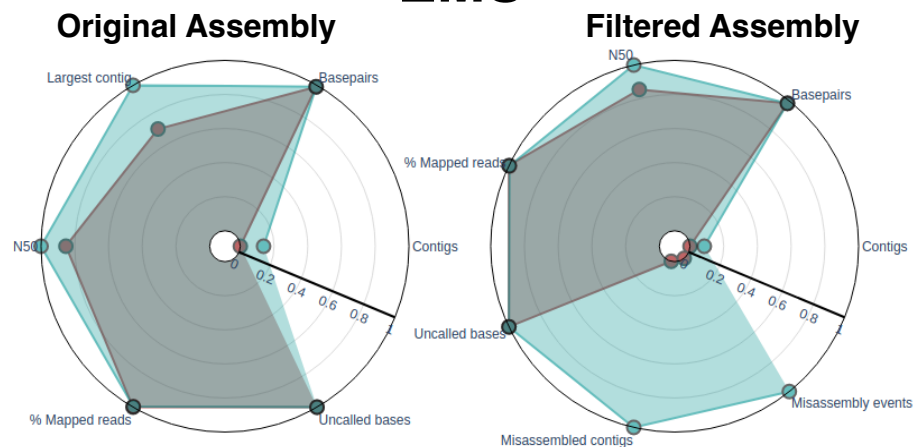 Original Assembly
Filtered Assembly
Largest contig
Basepairs
N50
Contigs
% Mapped reads
Uncalled bases
0
0.2
0.4
0.6
0.8
1
N50
Basepairs
% Mapped reads
Contigs
Uncalled bases
Misassembled contigs
Misassembly events
0.2
0.4
0.6
0.8
1